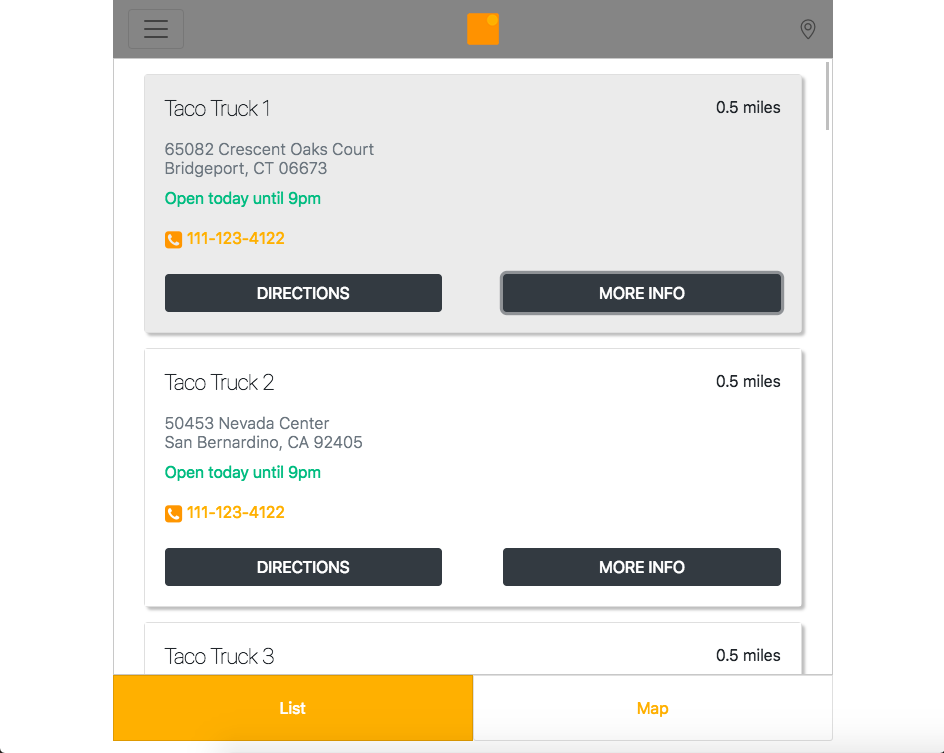 Taco Truck 1
0.5 miles
65082 Crescent Oaks Court
Bridgeport, CT 06673
Open today until 9pm
111-123-4122
DIRECTIONS
MORE INFO
Taco Truck 2
0.5 miles
50453 Nevada Center
San Bernardino, CA 92405
Open today until 9pm
111-123-4122
DIRECTIONS
MORE INFO
Taco Truck 3
0.5 miles
List
Map